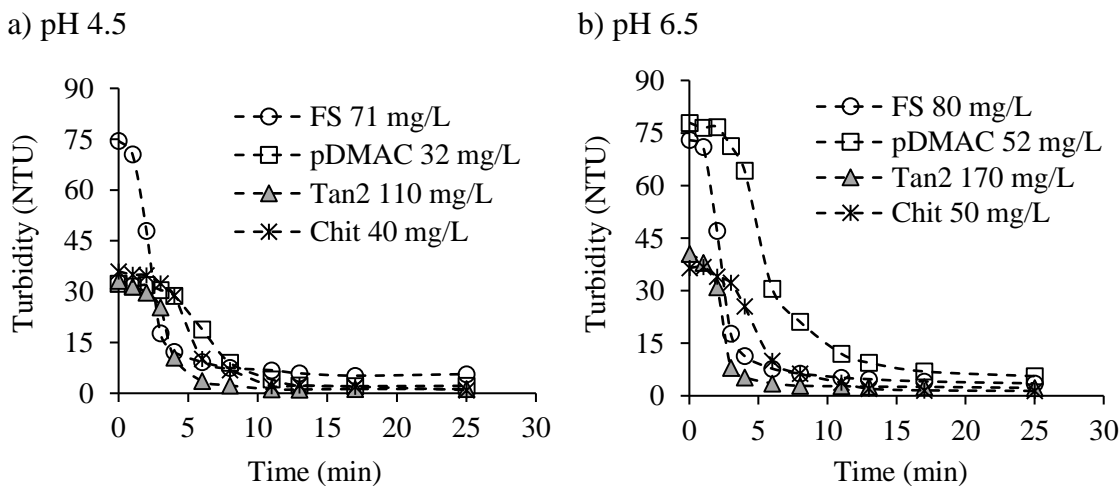 a) pH 4.5
90
75
60
45
30
15
0
Turbidity (NTU)
FS 71 mg/L
pDMAC 32 mg/L
Tan2 110 mg/L
Chit 40 mg/L
0 5 10 15 20 25 30
Time (min)
b) pH 6.5
90
75
60
45
30
15
0
Turbidity (NTU)
FS 80 mg/L
pDMAC 52 mg/L
Tan2 170 mg/L
Chit 50 mg/L
0 5 10 15 20 25 30
Time (min)